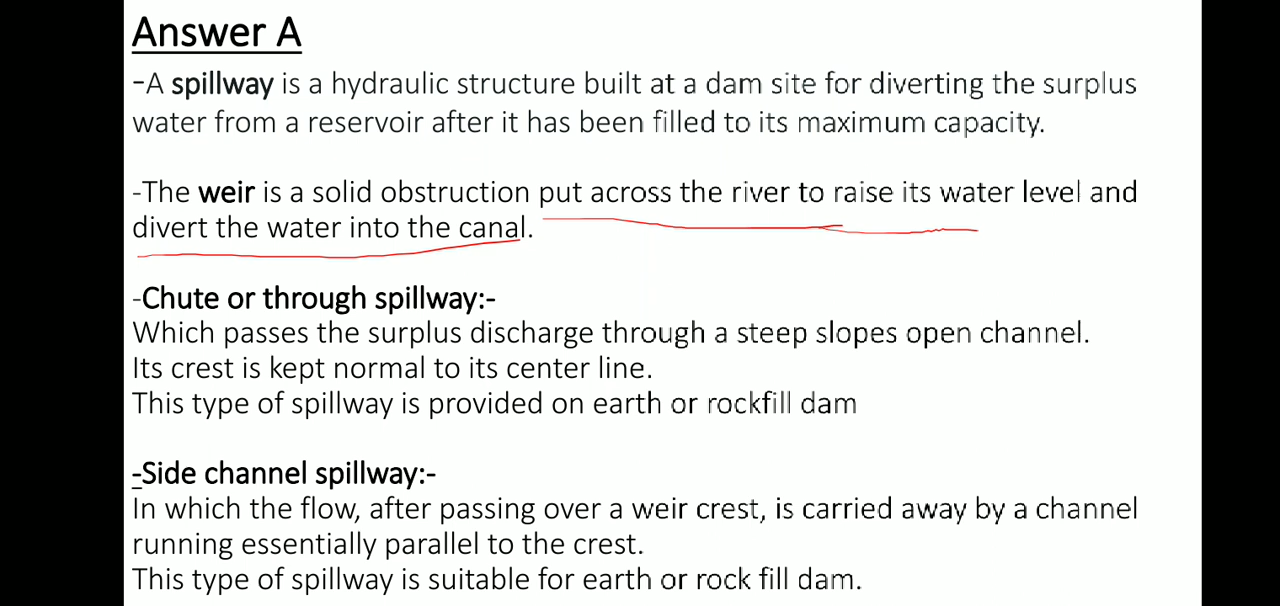 Answer A
-A spillway is a hydraulic structure built at a dam site for diverting the surplus
water from a reservoir after it has been filled to its maximum capacity.
-The weir is a solid obstruction put across the river to raise its water level and
divert the water into the canal.
-Chute or through spillway:-
Which passes the surplus discharge through a steep slopes open channel.
Its crest is kept normal to its center line.
This type of spillway is provided on earth or rockfill dam
-Side channel spillway:-
In which the flow, after passing over a weir crest, is carried away by a channel
running essentially parallel to the crest.
This type of spillway is suitable for earth or rock fill dam.